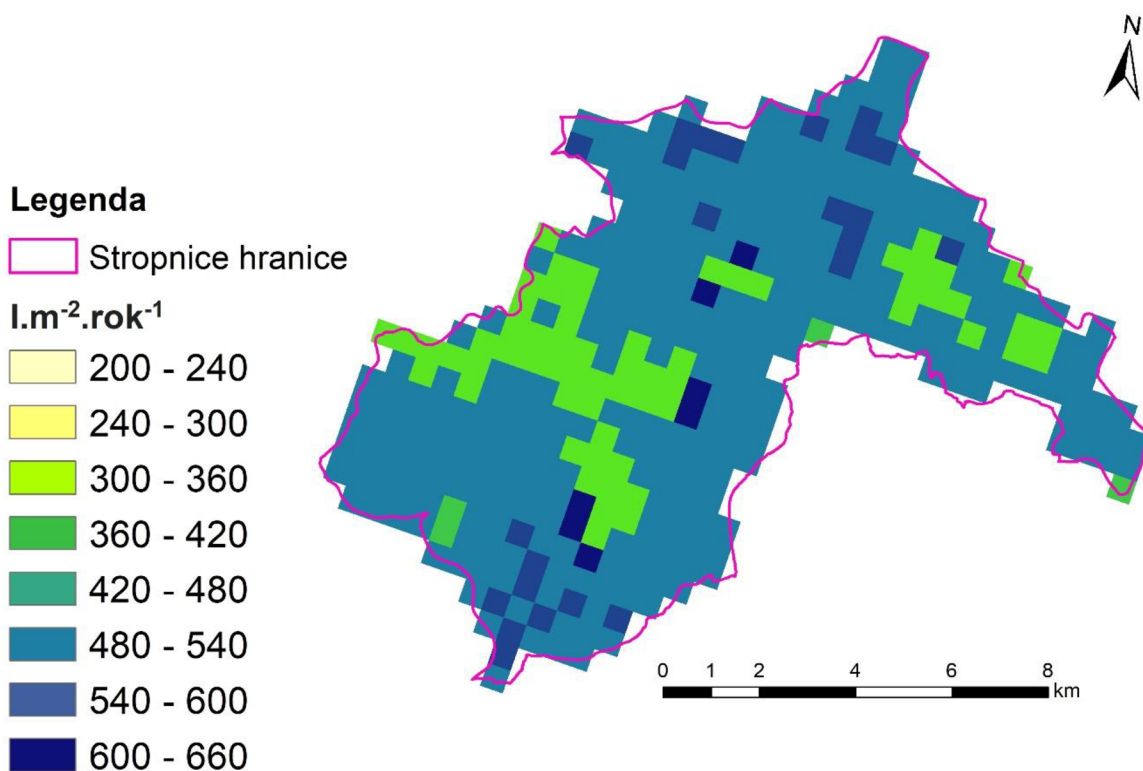 N
Legenda
Stropnice hranice
l.m⁻².rok⁻¹
200 - 240
240 - 300
300 - 360
360 - 420
420 - 480
480 - 540
540 - 600
600 - 660
0 1 2 4 6 8
km